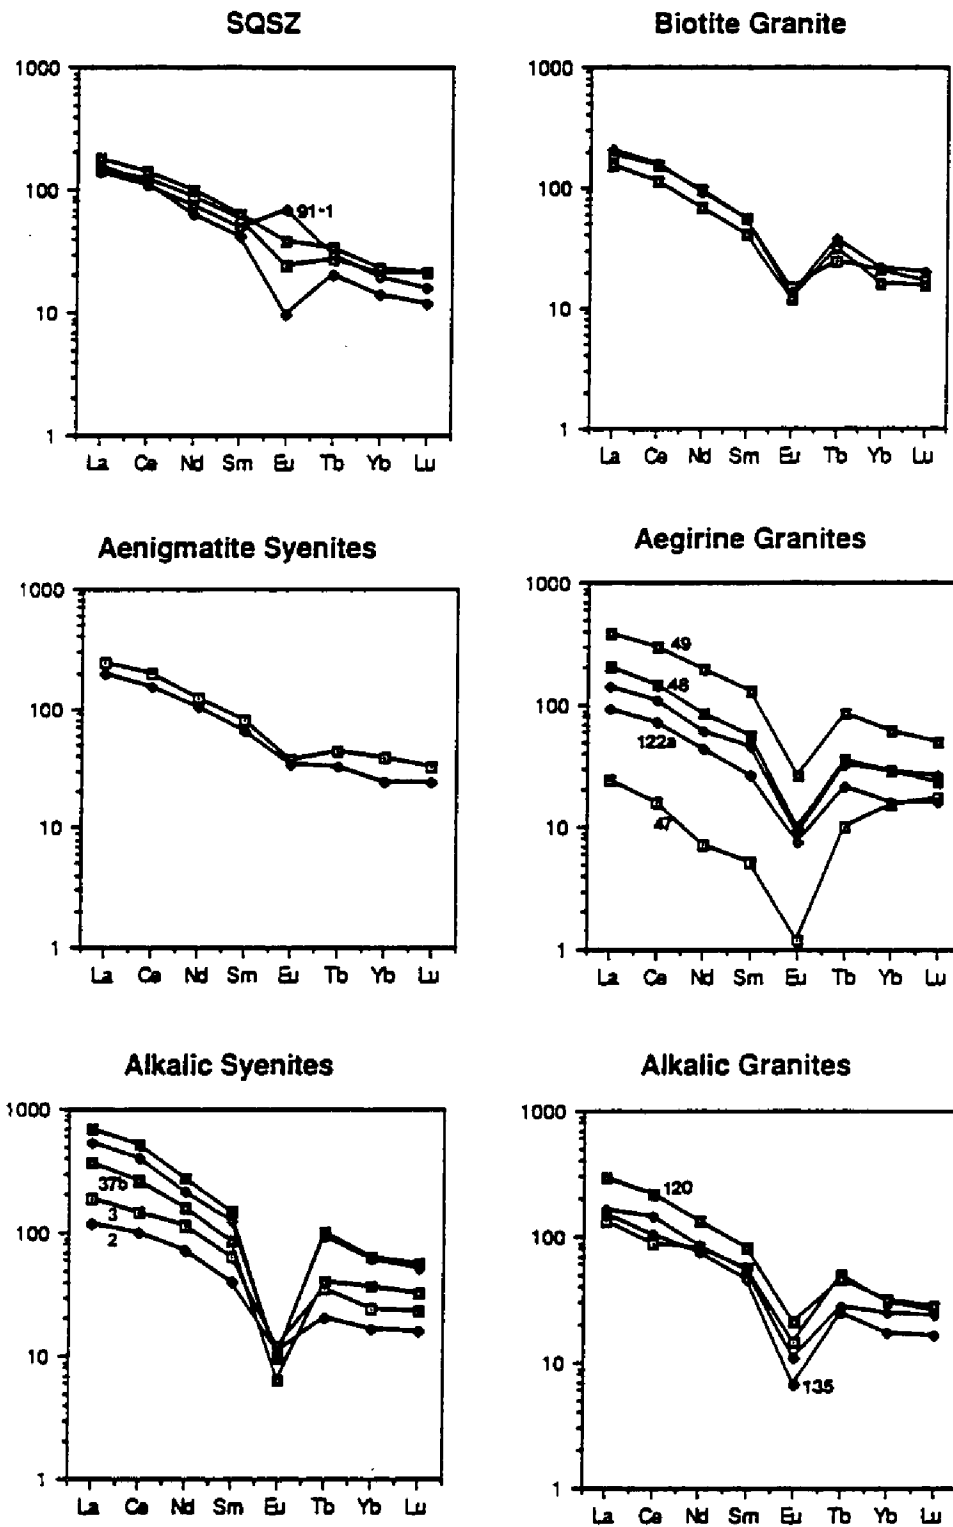 SQSZ
1000
100
10
1
91-1
La Ce Nd Sm Eu Tb Yb Lu
Biotite Granite
1000
100
10
1
La Ce Nd Sm Eu Tb Yb Lu
Aenigmatite Syenites
1000
100
10
1
La Ce Nd Sm Eu Tb Yb Lu
Aegirine Granites
1000
100
10
1
49
48
122a
47
La Ce Nd Sm Eu Tb Yb Lu
Alkalic Syenites
1000
100
10
1
37b
3
2
La Ce Nd Sm Eu Tb Yb Lu
Alkalic Granites
1000
100
10
1
120
135
La Ce Nd Sm Eu Tb Yb Lu